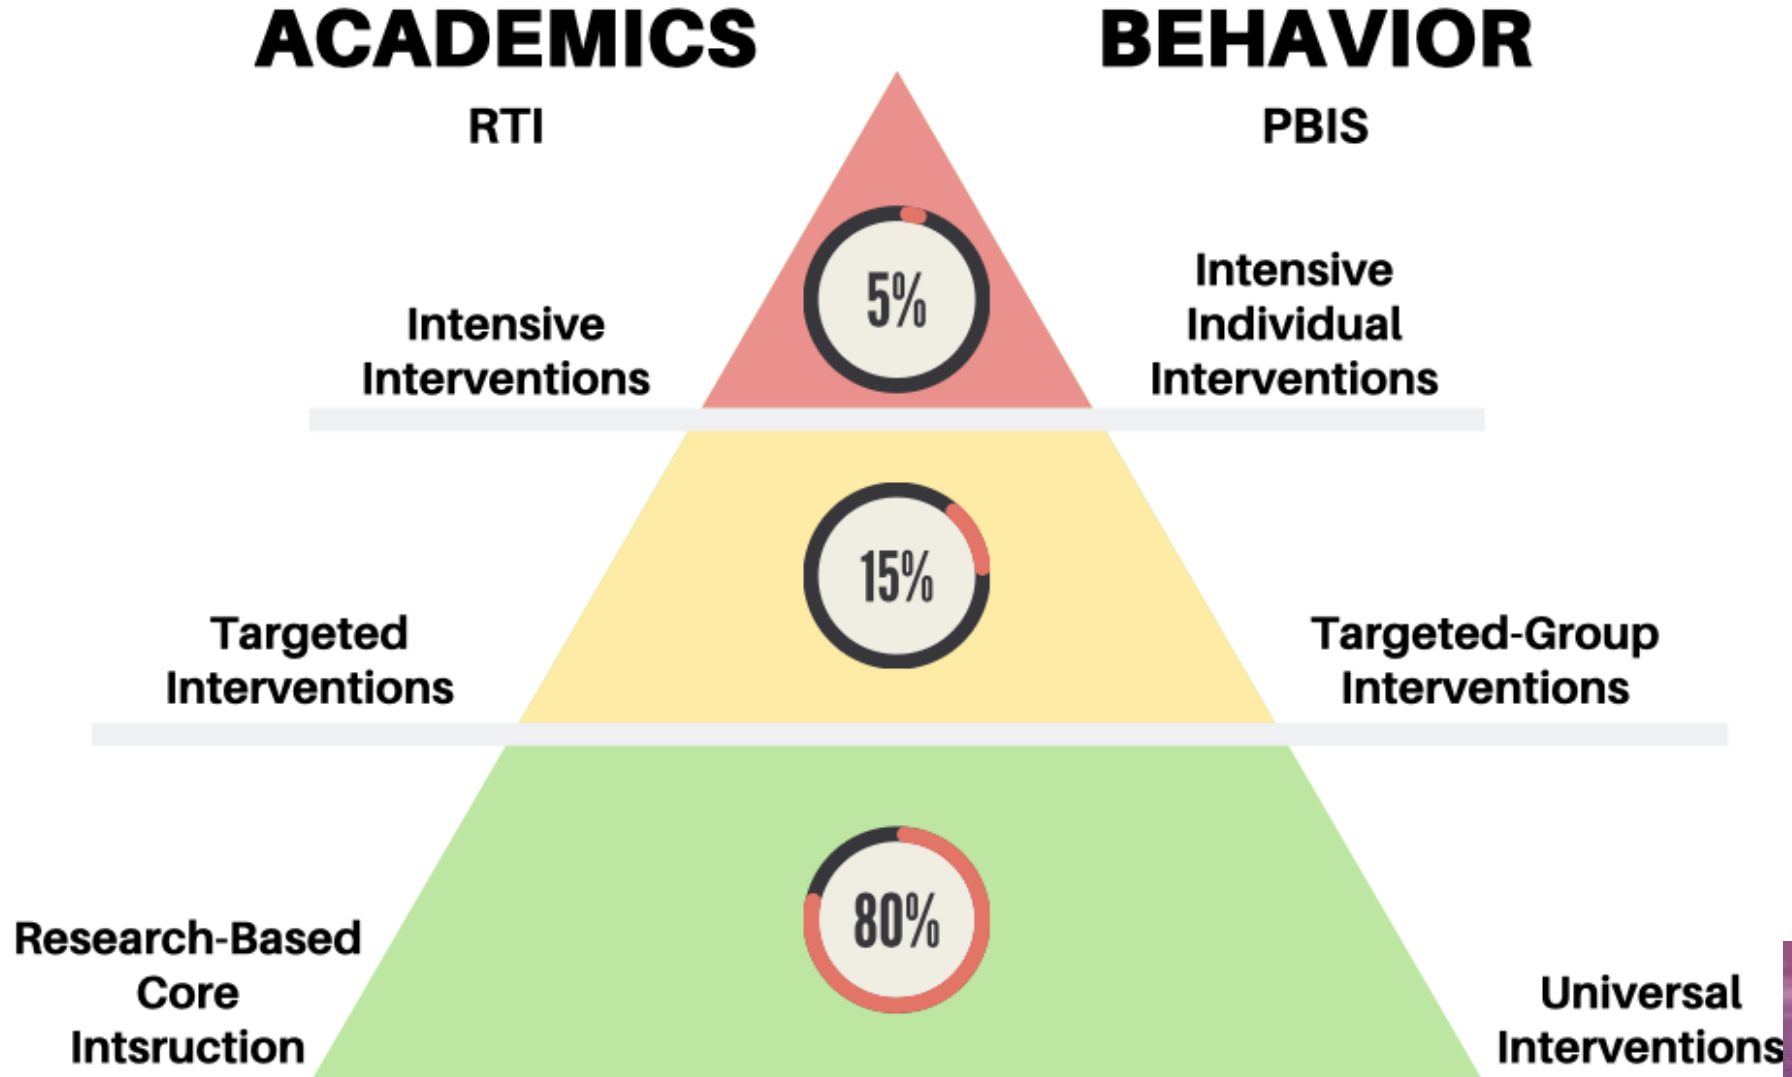 ACADEMICS
BEHAVIOR
RTI
PBIS
5%
Intensive
Interventions
Intensive
Individual
Interventions
15%
Targeted
Interventions
Targeted-Group
Interventions
80%
Research-Based
Core
Intsruction
Universal
Interventions